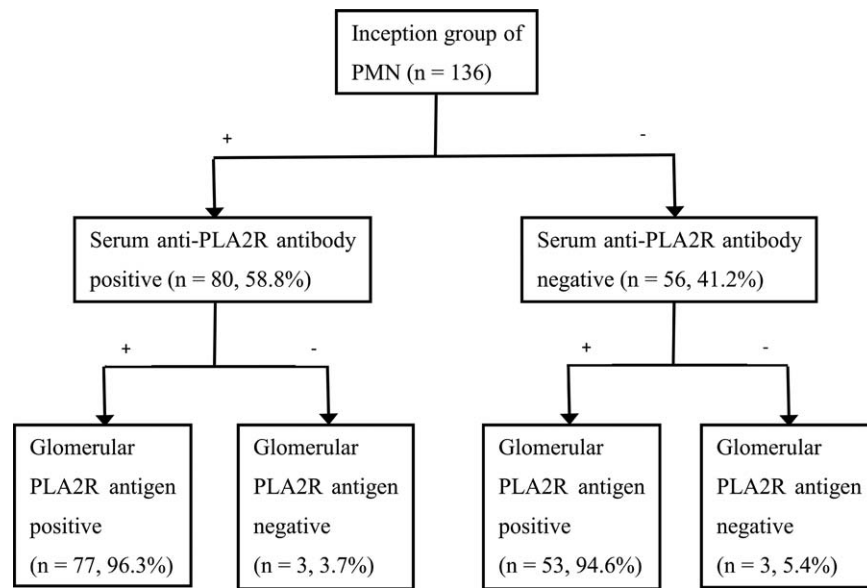 Inception group of
PMN (n = 136)
+
-
Serum anti-PLA2R antibody
positive (n = 80, 58.8%)
Serum anti-PLA2R antibody
negative (n = 56, 41.2%)
+
-
+
-
Glomerular
PLA2R antigen
positive
(n = 77, 96.3%)
Glomerular
PLA2R antigen
negative
(n = 3, 3.7%)
Glomerular
PLA2R antigen
positive
(n = 53, 94.6%)
Glomerular
PLA2R antigen
negative
(n = 3, 5.4%)